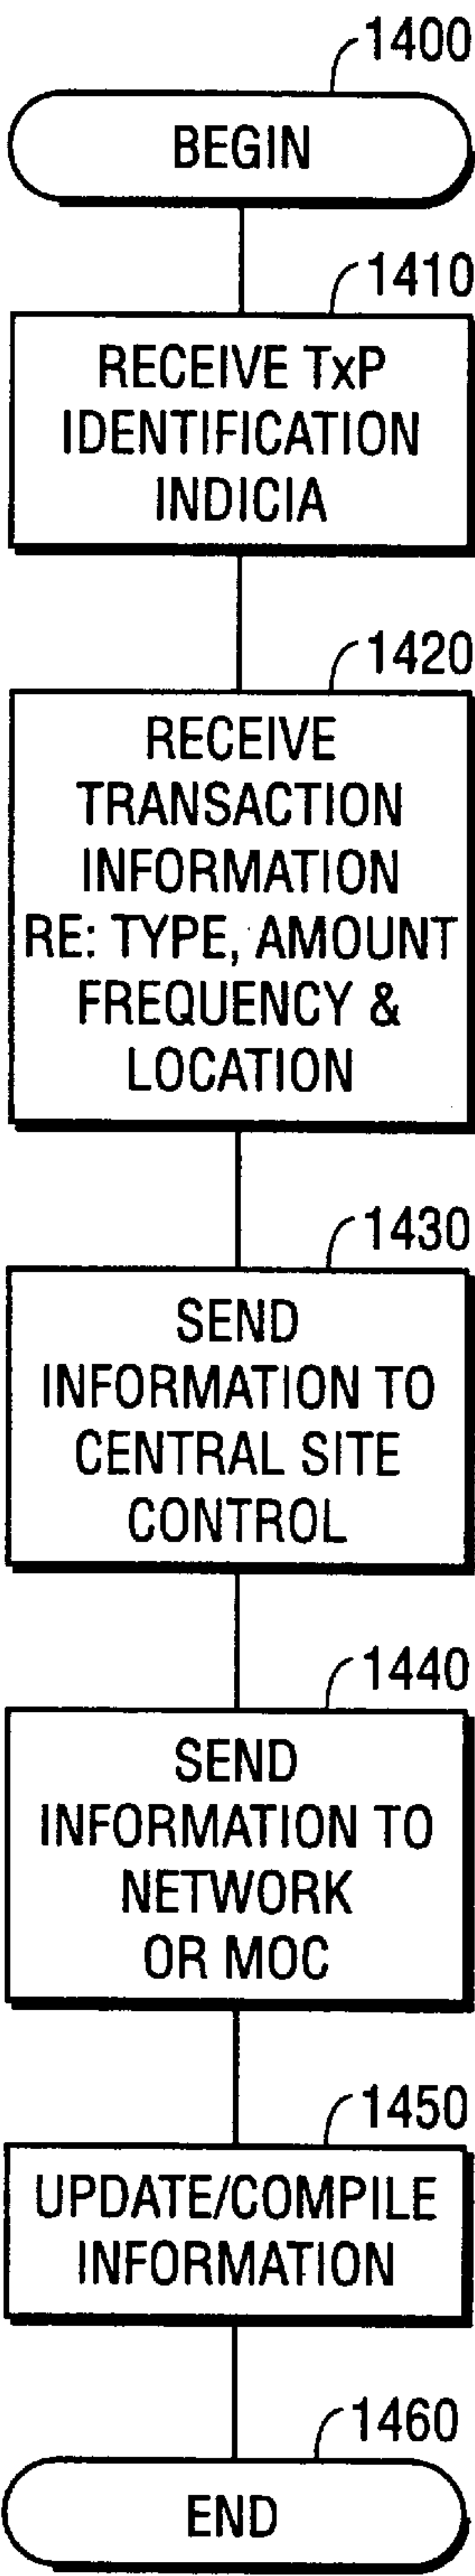 1400
BEGIN
1410
RECEIVE TxP
IDENTIFICATION
INDICIA
1420
RECEIVE
TRANSACTION
INFORMATION
RE: TYPE, AMOUNT
FREQUENCY &
LOCATION
1430
SEND
INFORMATION TO
CENTRAL SITE
CONTROL
1440
SEND
INFORMATION TO
NETWORK
OR MOC
1450
UPDATE/COMPILE
INFORMATION
1460
END